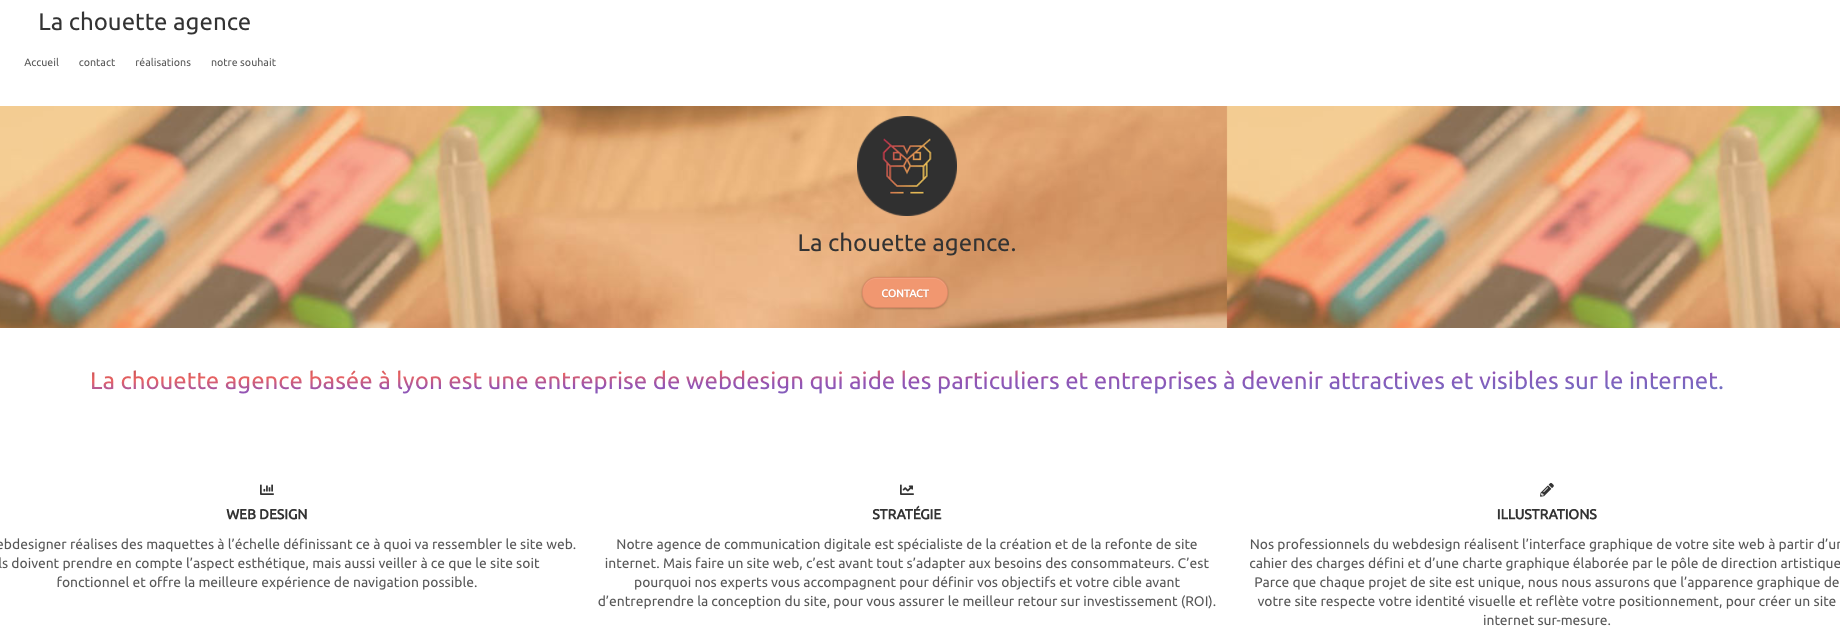 La chouette agence
Accueil contact réalisations notre souhait
La chouette agence.
CONTACT
La chouette agence basée à lyon est une entreprise de webdesign qui aide les particuliers et entreprises à devenir attractives et visibles sur le internet.
WEB DESIGN
réalises des maquettes à l’échelle définissant ce à quoi va ressembler le site web.
doivent prendre en compte l’aspect esthétique, mais aussi veiller à ce que le site soit
fonctionnel et offre la meilleure expérience de navigation possible.
STRATÉGIE
Notre agence de communication digitale est spécialiste de la création et de la refonte de site
internet. Mais faire un site web, c’est avant tout s’adapter aux besoins des consommateurs. C’est
pourquoi nos experts vous accompagnent pour définir vos objectifs et votre cible avant
d’entreprendre la conception du site, pour vous assurer le meilleur retour sur investissement (ROI).
ILLUSTRATIONS
Nos professionnels du webdesign réalisent l’interface graphique de votre site web à partir
cahier des charges défini et d’une charte graphique élaborée par le pôle de direction artistique
Parce que chaque projet de site est unique, nous nous assurons que l’apparence graphique de
votre site respecte votre identité visuelle et reflète votre positionnement, pour créer un site
internet sur-mesure.